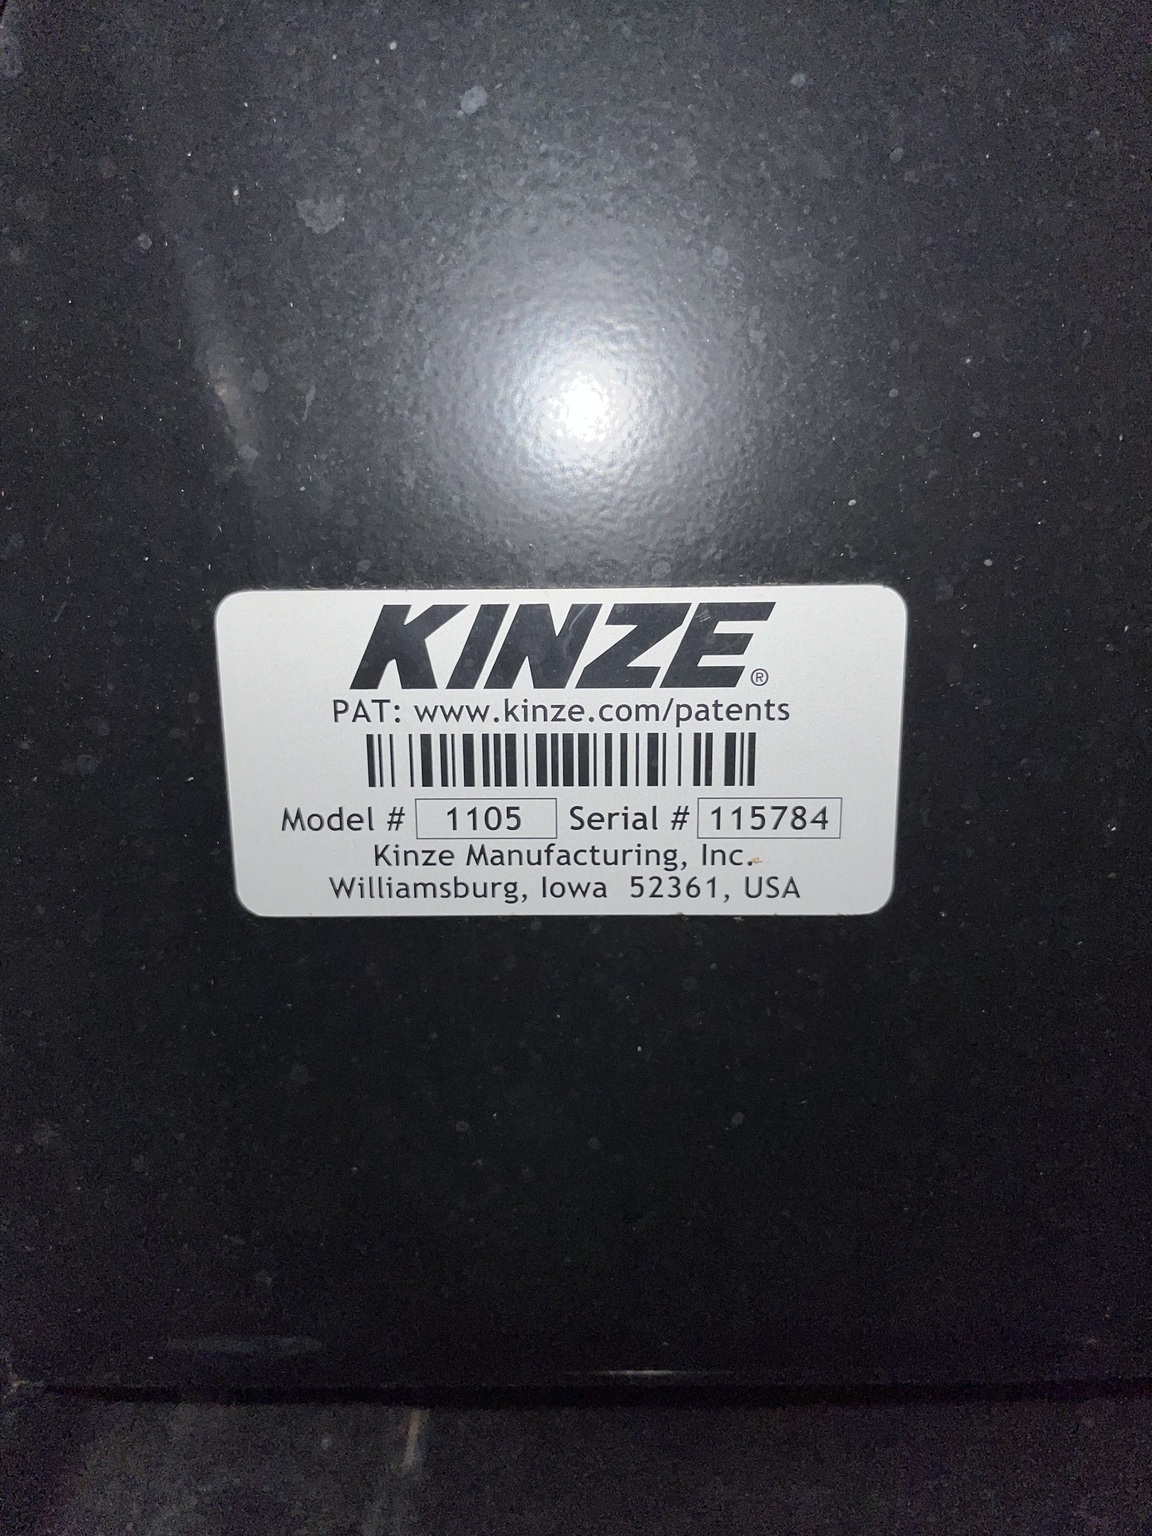 KINZE®
PAT: www.kinze.com/patents
Model # 1105 Serial # 115784
Kinze Manufacturing, Inc.
Williamsburg, Iowa 52361, USA